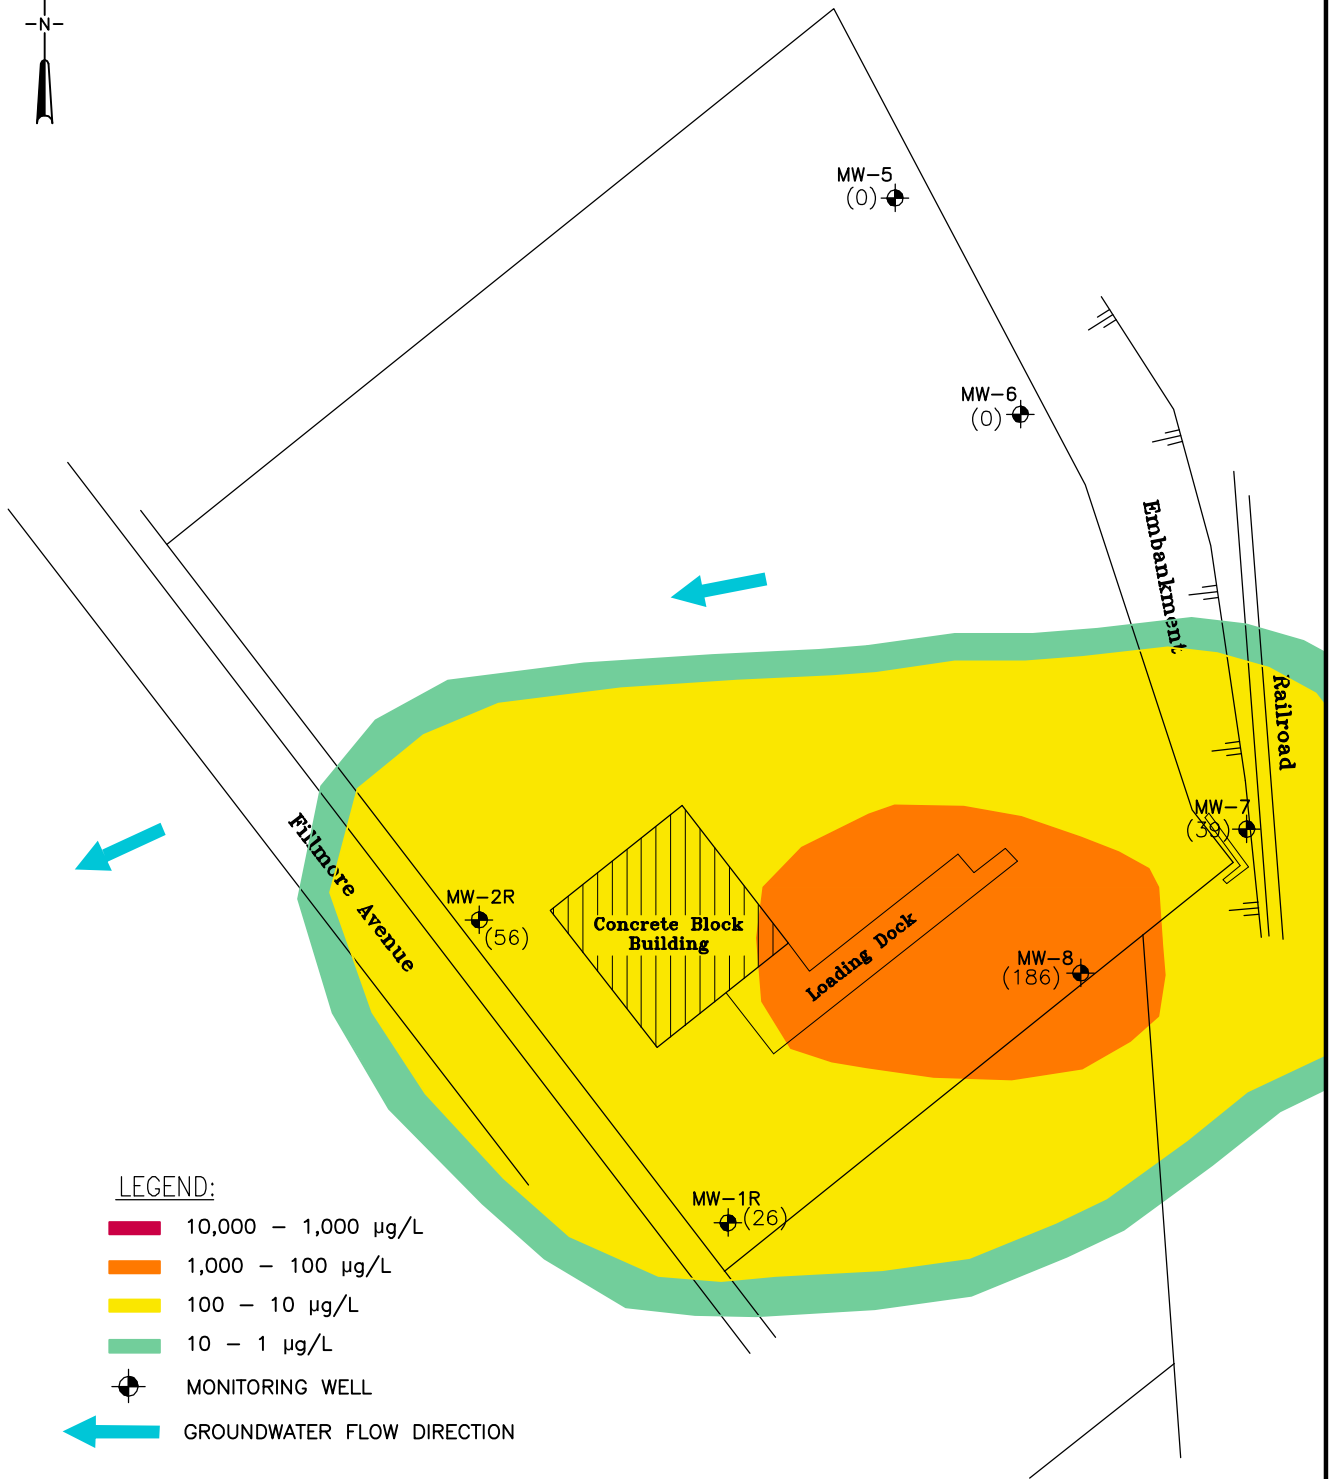 -N-
MW-5
(0)
MW-6
(0)
Embankment
Railroad
MW-7
(39)
Fillmore Avenue
MW-2R
(56)
Concrete Block
Building
Loading Dock
MW-8
(186)
MW-1R
(26)
LEGEND:
10,000 – 1,000 µg/L
1,000 – 100 µg/L
100 – 10 µg/L
10 – 1 µg/L
MONITORING WELL
GROUNDWATER FLOW DIRECTION